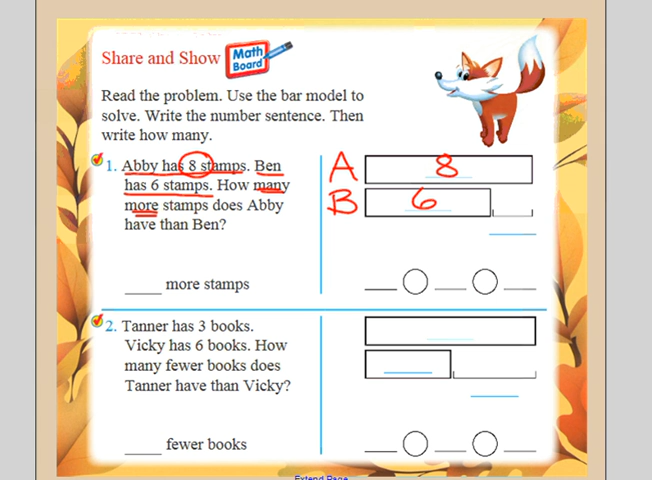 Share and Show
Math
Board
Read the problem. Use the bar model to
solve. Write the number sentence. Then
write how many.
1. Abby has 8 stamps. Ben
has 6 stamps. How many
more stamps does Abby
have than Ben?
A 8
B 6
____ more stamps
2. Tanner has 3 books.
Vicky has 6 books. How
many fewer books does
Tanner have than Vicky?
____ fewer books
Extend Page